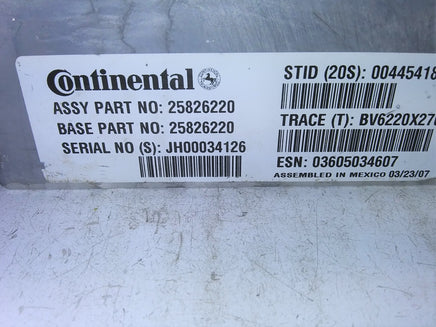 Continental
ASSY PART NO: 25826220
BASE PART NO: 25826220
SERIAL NO (S): JH00034126
STID (20S): 00445418
TRACE (T): BV6220X270
ESN: 03605034607
ASSEMBLED IN MEXICO 03/23/07